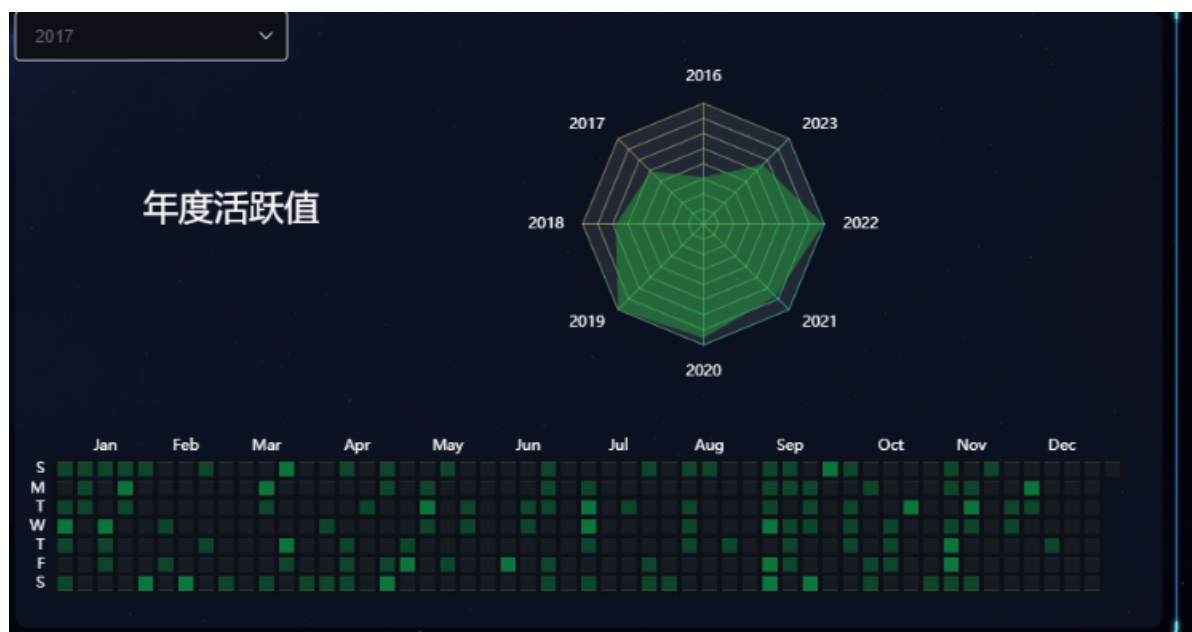 2017
2016
2017
2023
年度活跃值
2018
2022
2019
2021
2020
Jan Feb Mar Apr May Jun Jul Aug Sep Oct Nov Dec
S
M
T
W
T
F
S